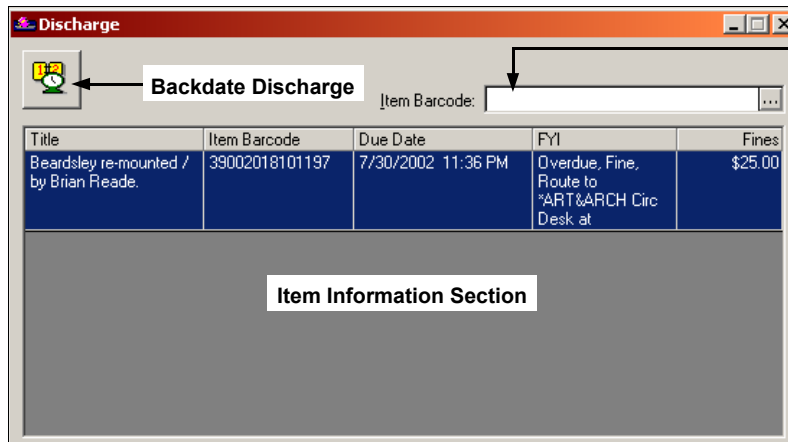 Discharge
1 2
Backdate Discharge
Item Barcode:
...
Title Item Barcode Due Date FYI Fines
Beardsley re-mounted / 39002018101197 7/30/2002 11:36 PM Overdue, Fine, $25.00
by Brian Reade. Route to
*ART&ARCH Circ
Desk at
Item Information Section